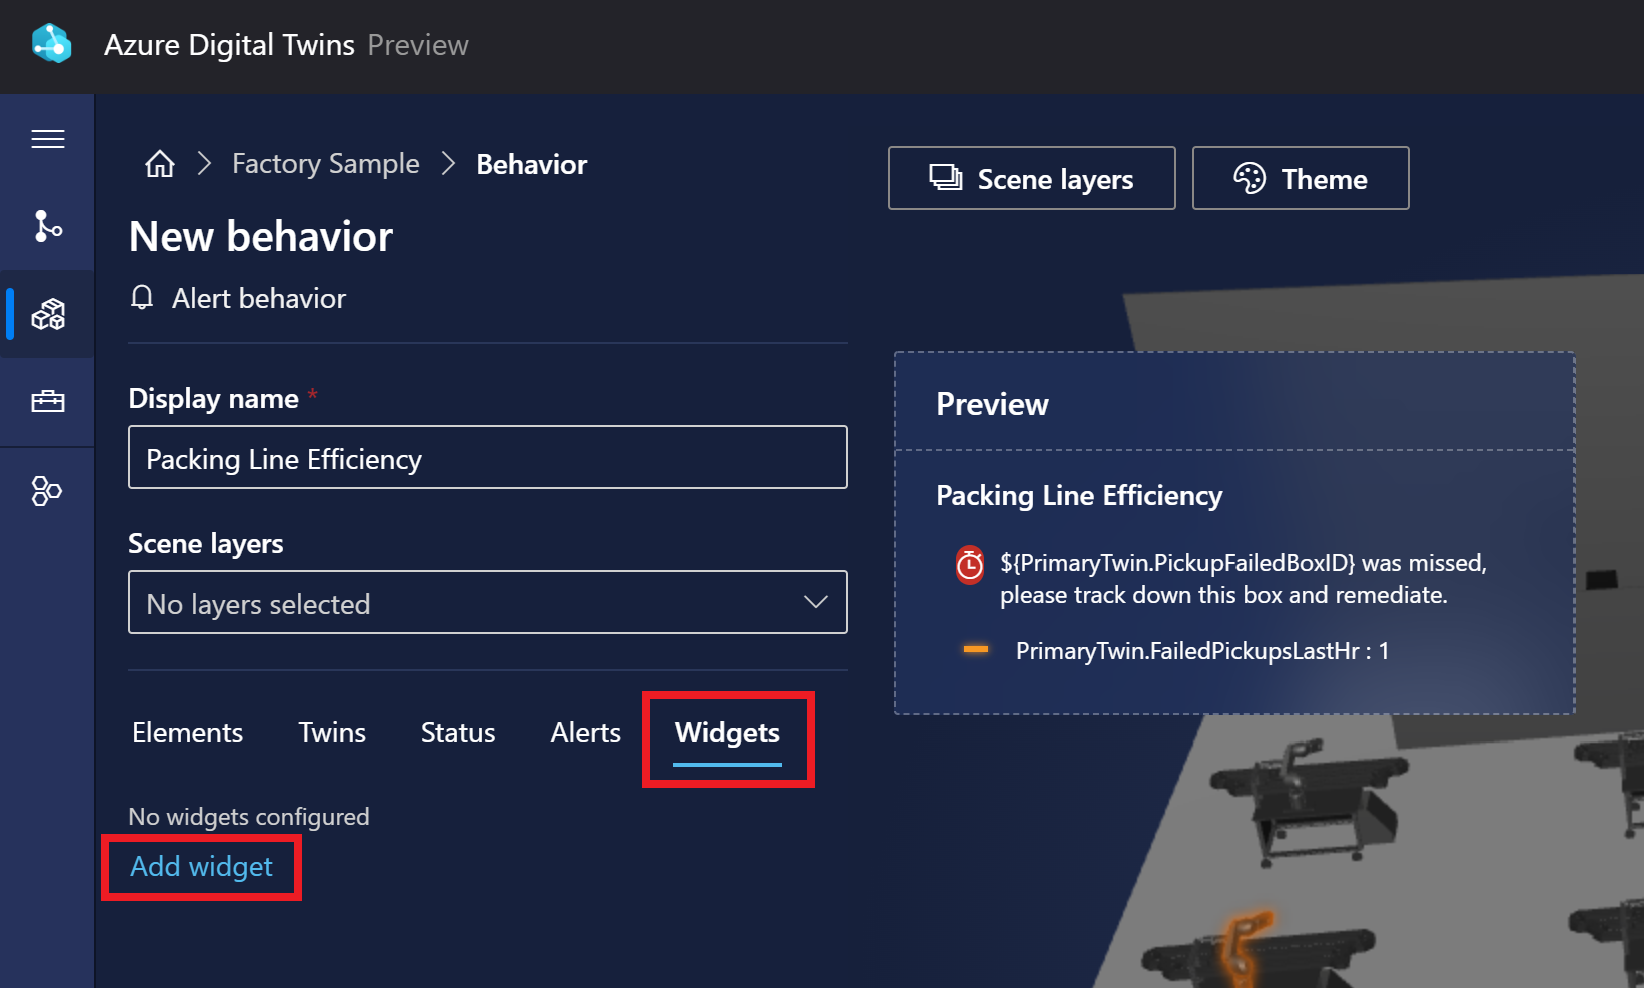 Azure Digital Twins Preview
Factory Sample
Behavior
Scene layers
Theme
New behavior
Alert behavior
Display name *
Packing Line Efficiency
Scene layers
No layers selected
Elements
Twins
Status
Alerts
Widgets
No widgets configured
Add widget
Preview
Packing Line Efficiency
${PrimaryTwin.PickupFailedBoxID} was missed,
please track down this box and remediate.
PrimaryTwin.FailedPickupsLastHr : 1